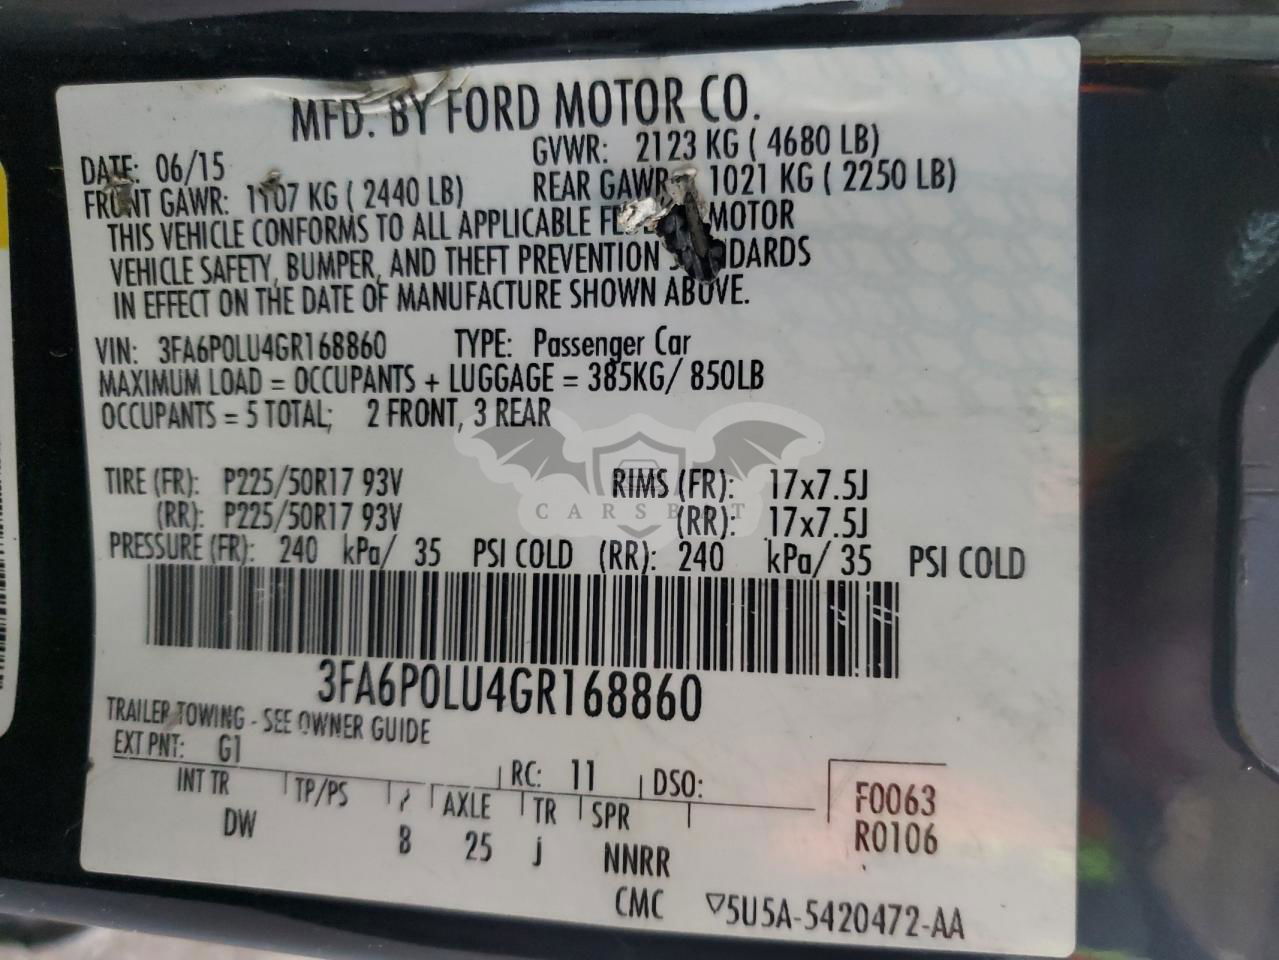 MFD. BY FORD MOTOR CO.
DATE: 06/15 GVWR: 2123 KG ( 4680 LB)
FRONT GAWR: 1107 KG ( 2440 LB) REAR GAWR: 1021 KG ( 2250 LB)
THIS VEHICLE CONFORMS TO ALL APPLICABLE MOTOR
VEHICLE SAFETY, BUMPER, AND THEFT PREVENTION STANDARDS
IN EFFECT ON THE DATE OF MANUFACTURE SHOWN ABOVE.
VIN: 3FA6P0LU4GR168860 TYPE: Passenger Car
MAXIMUM LOAD = OCCUPANTS + LUGGAGE = 385KG/ 850LB
OCCUPANTS = 5 TOTAL; 2 FRONT, 3 REAR
TIRE (FR): P225/50R17 93V RIMS (FR): 17x7.5J
CARSBAT
(RR): P225/50R17 93V (RR): 17x7.5J
PRESSURE (FR): 240 kPa/ 35 PSI COLD (RR): 240 kPa/ 35 PSI COLD
3FA6P0LU4GR168860
TRAILER TOWING - SEE OWNER GUIDE
EXT PNT: G1 RC: 11 DSO:
INT TR TP/PS AXLE TR SPR F0063
DW 8 25 J NNRR R0106
CMC ▽5U5A-5420472-AA